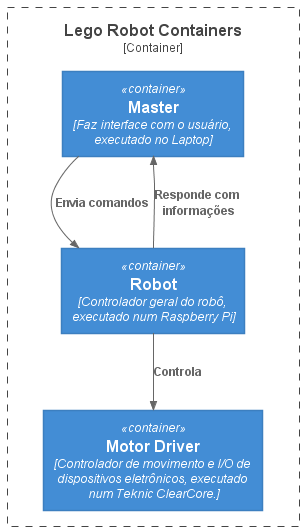 Lego Robot Containers
[Container]
«container»
Master
[Faz interface com o usuário,
executado no Laptop]
Envia comandos
Responde com
informações
«container»
Robot
[Controlador geral do robô,
executado num Raspberry Pi]
Controla
«container»
Motor Driver
[Controlador de movimento e I/O de
dispositivos eletrônicos, executado
num Teknic ClearCore.]